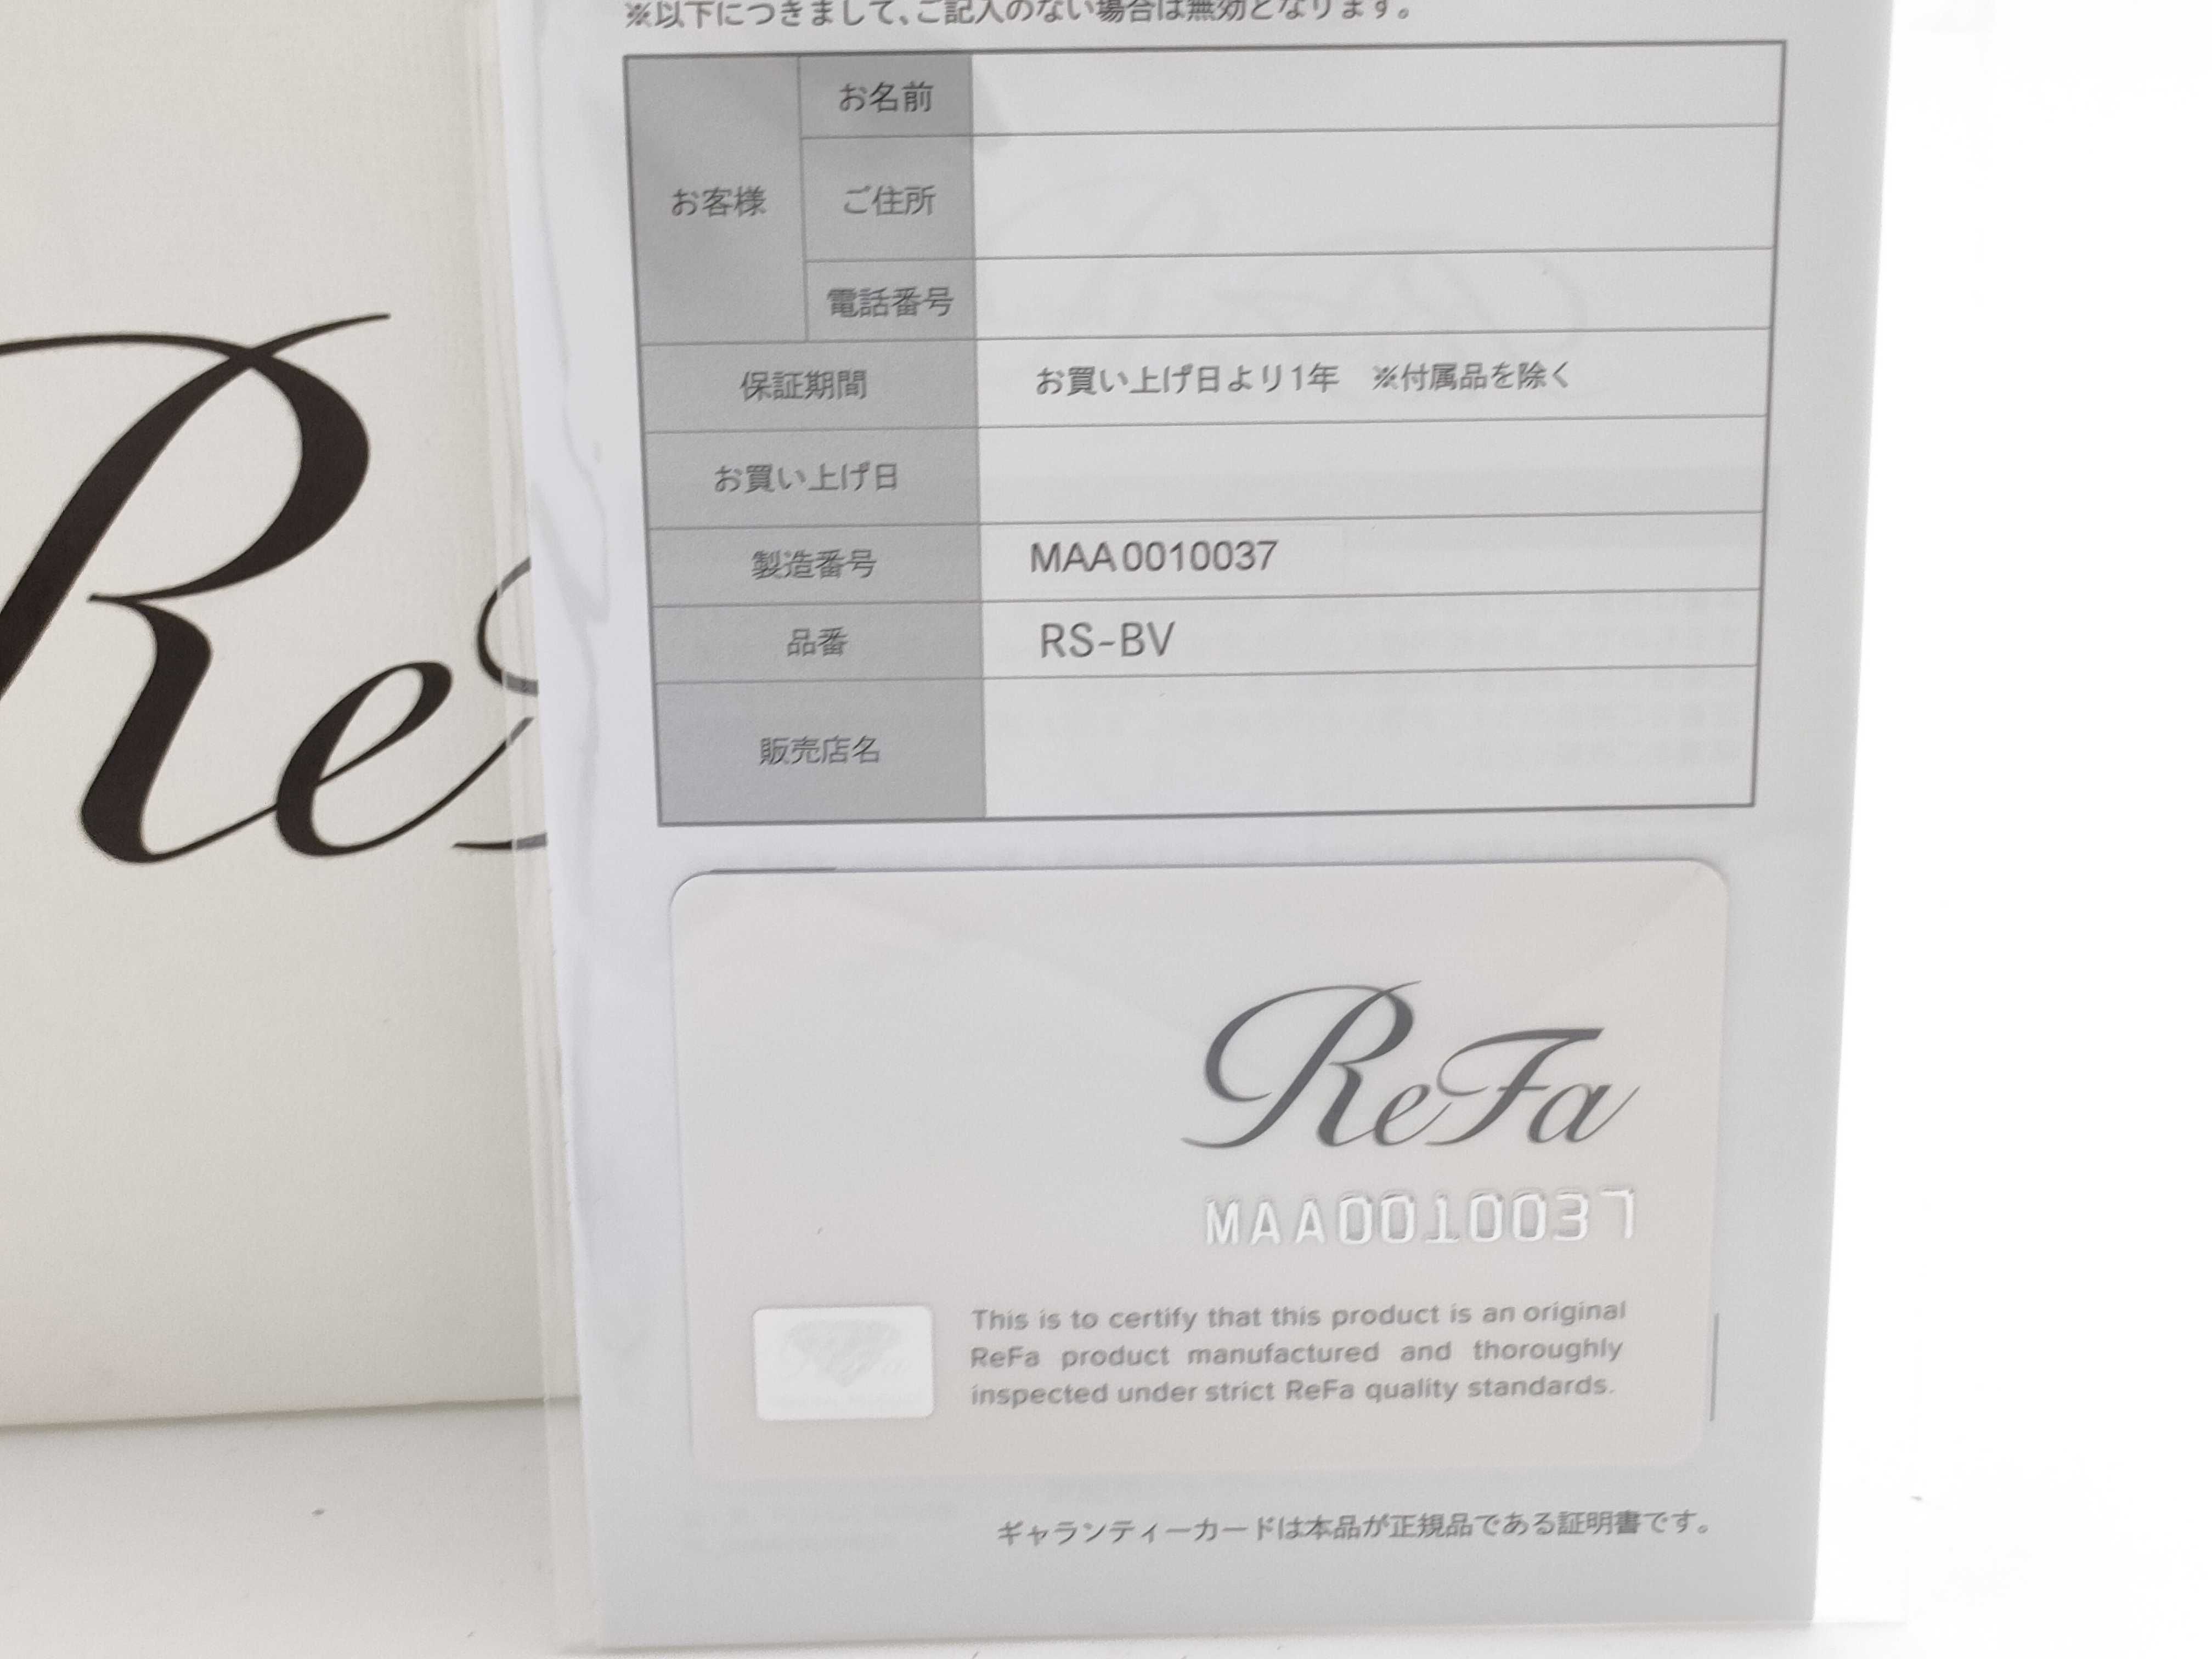 ※以下につきまして、ご記入のない場合は無効となります。
お客様
お名前
ご住所
電話番号
保証期間 お買い上げ日より1年 ※付属品を除く
お買い上げ日
製造番号 MAA0010037
品番 RS-BV
販売店名
Re
ReFa
MAA0010037
This is to certify that this product is an original
ReFa product manufactured and thoroughly
inspected under strict ReFa quality standards.
ギャランティーカードは本品が正規品である証明書です。